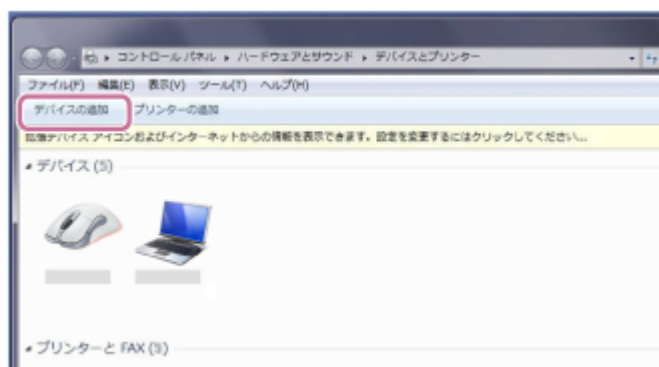 コントロール パネル ▸ ハードウェアとサウンド ▸ デバイスとプリンター
ファイル(F) 編集(E) 表示(V) ツール(T) ヘルプ(H)
デバイスの追加 プリンターの追加
拡張デバイス アイコンおよびインターネットからの情報を表示できます。設定を変更するにはクリックしてください...
デバイス (5)
プリンターと FAX (5)